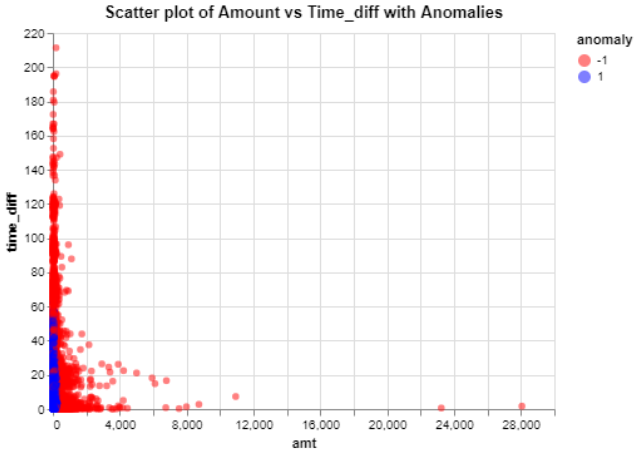 Scatter plot of Amount vs Time_diff with Anomalies
220
200
180
160
140
120
100
80
60
40
20
0
time_diff
0 4,000 8,000 12,000 16,000 20,000 24,000 28,000
amt
anomaly
-1
1